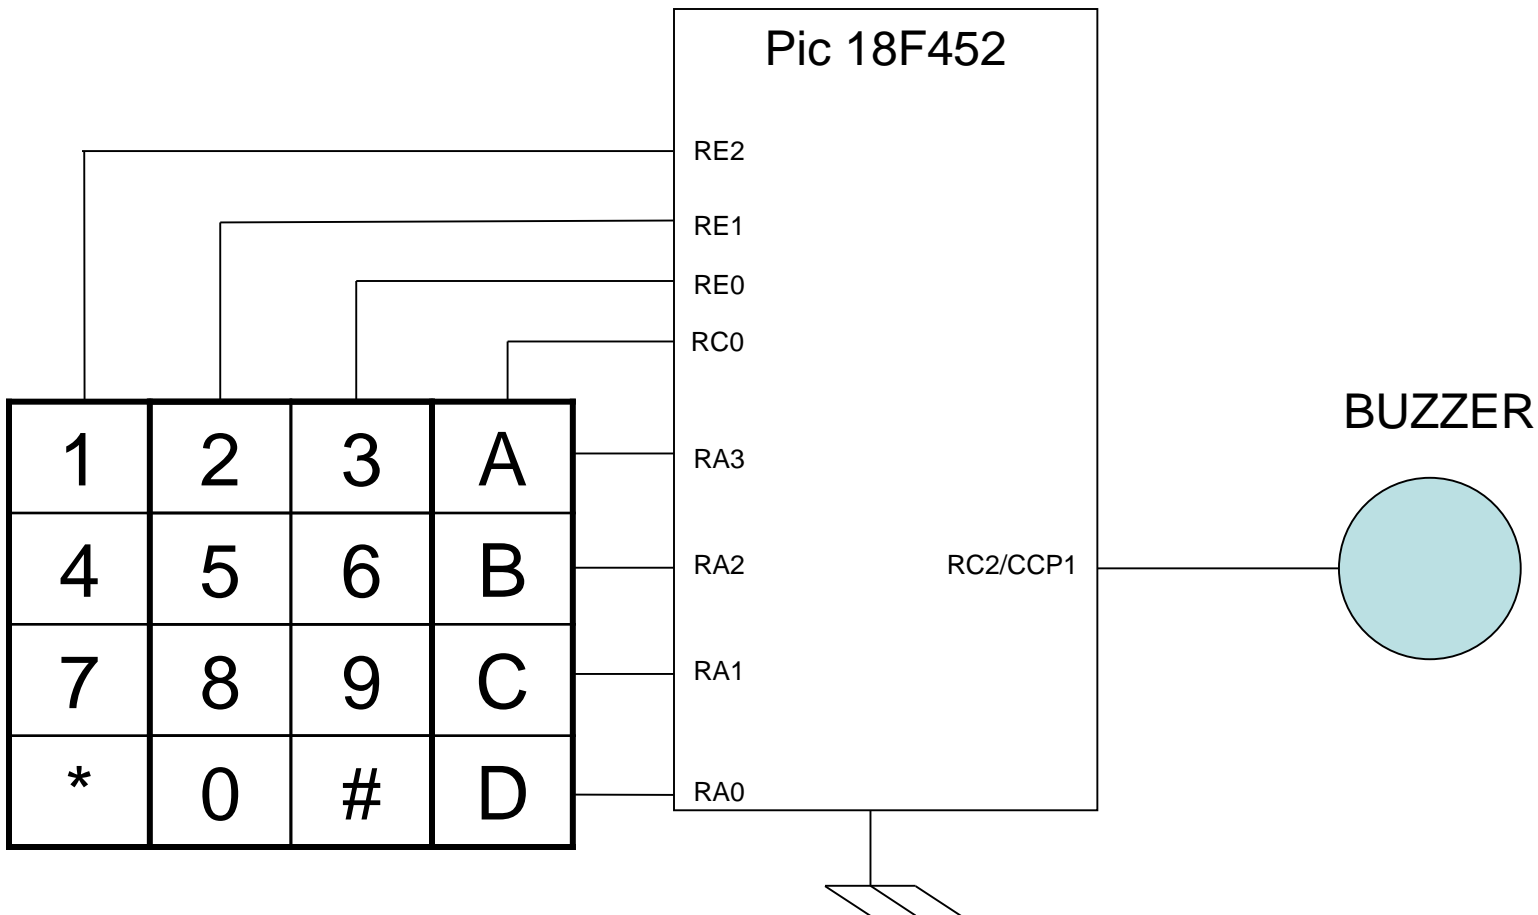 Pic 18F452
RE2
RE1
RE0
RC0
BUZZER
1 2 3 A
RA3
4 5 6 B
RA2
RC2/CCP1
7 8 9 C
RA1
* 0 # D
RA0